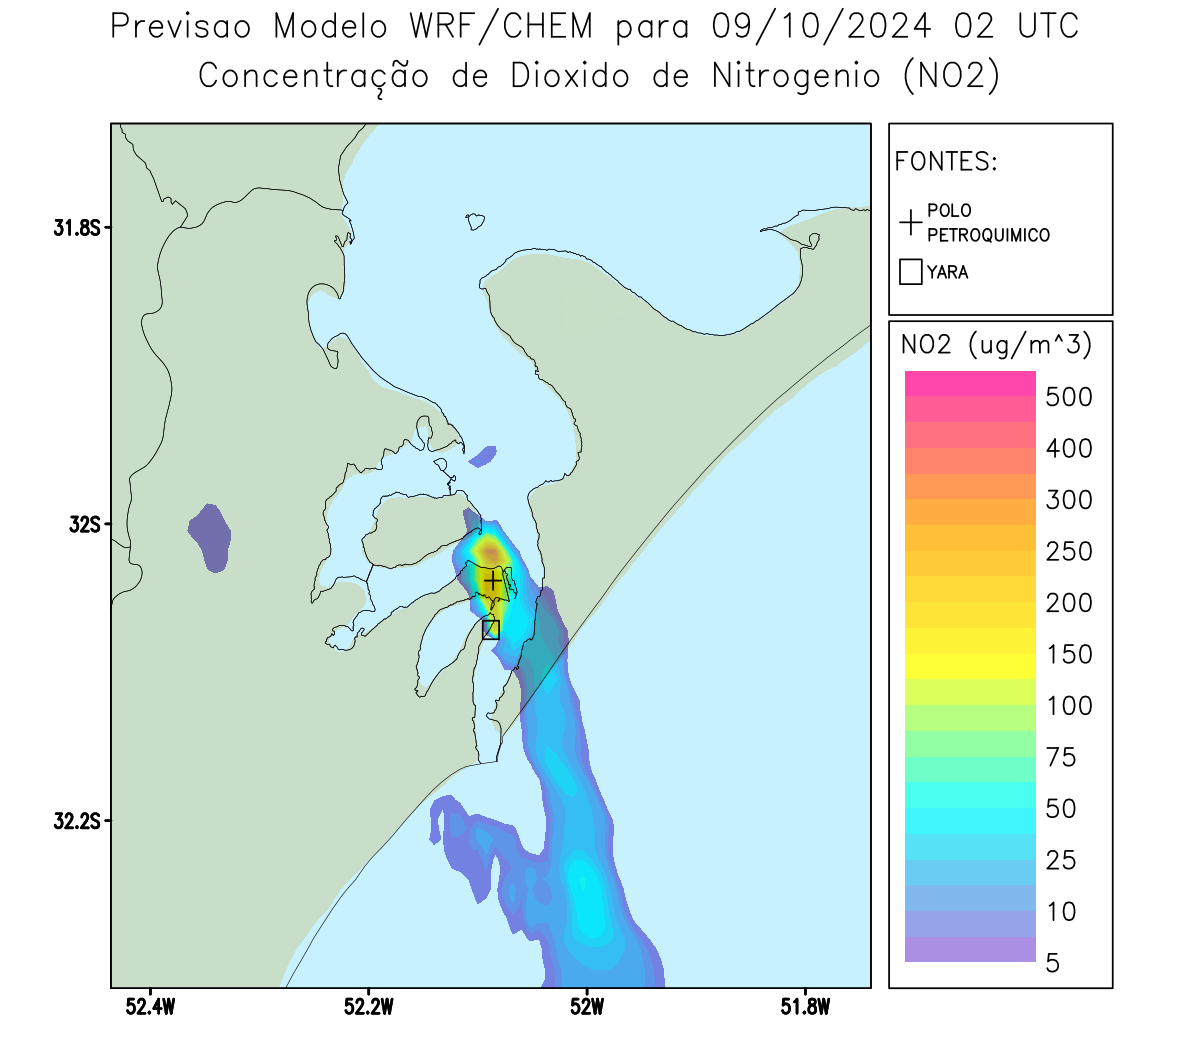 Previsao Modelo WRF/CHEM para 09/10/2024 02 UTC
Concentração de Dioxido de Nitrogenio (NO2)
FONTES:
POLO
PETROQUIMICO
YARA
NO2 (ug/m^3)
500
400
300
250
200
150
100
75
50
25
10
5
31.8S
32S
32.2S
52.4W
52.2W
52W
51.8W